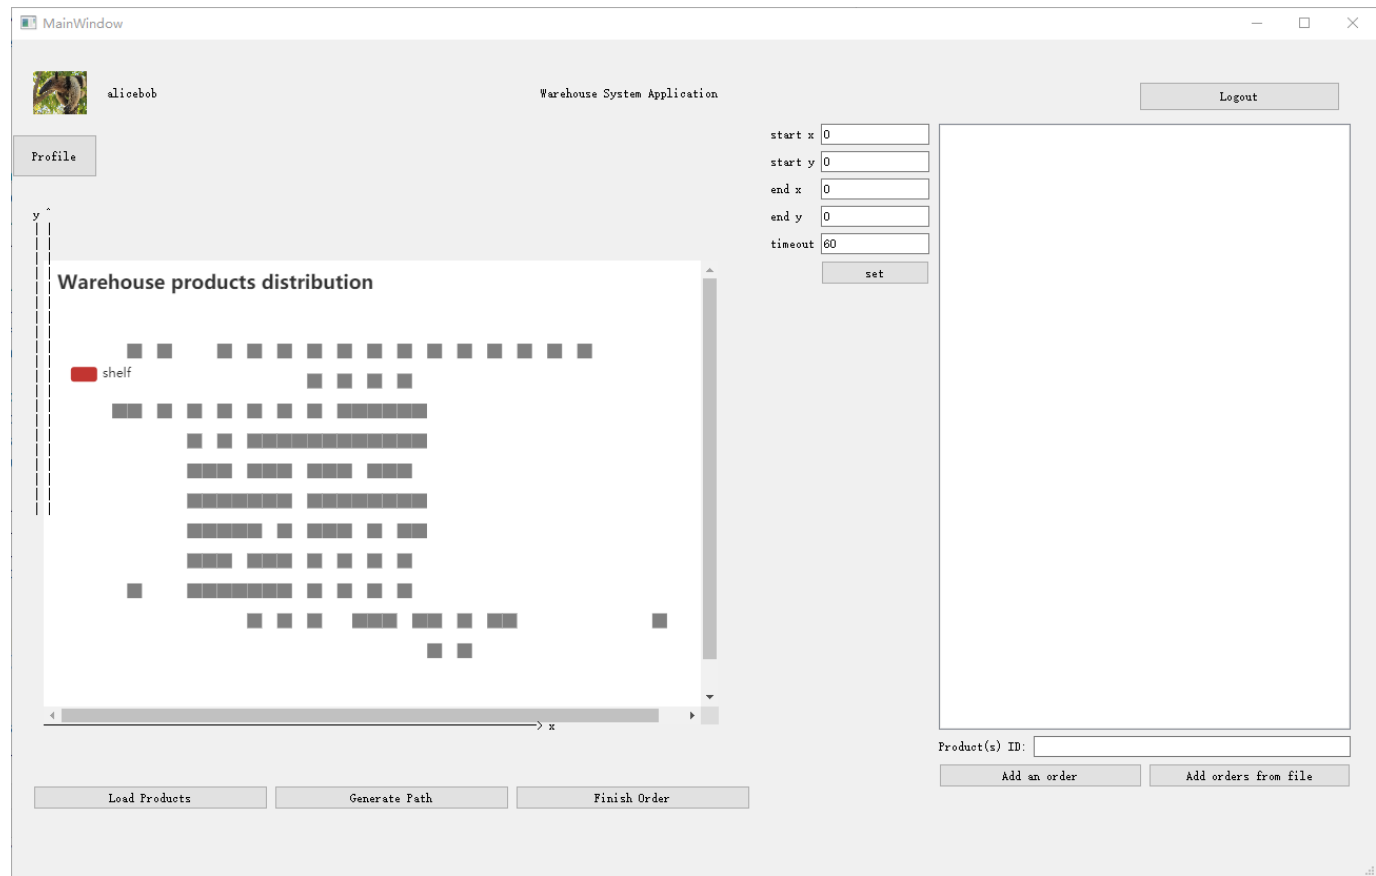 MainWindow
alicebob
Warehouse System Application
Logout
Profile
start x 0
start y 0
end x 0
end y 0
timeout 60
set
y ^
Warehouse products distribution
shelf
> x
Product(s) ID:
Add an order
Add orders from file
Load Products
Generate Path
Finish Order